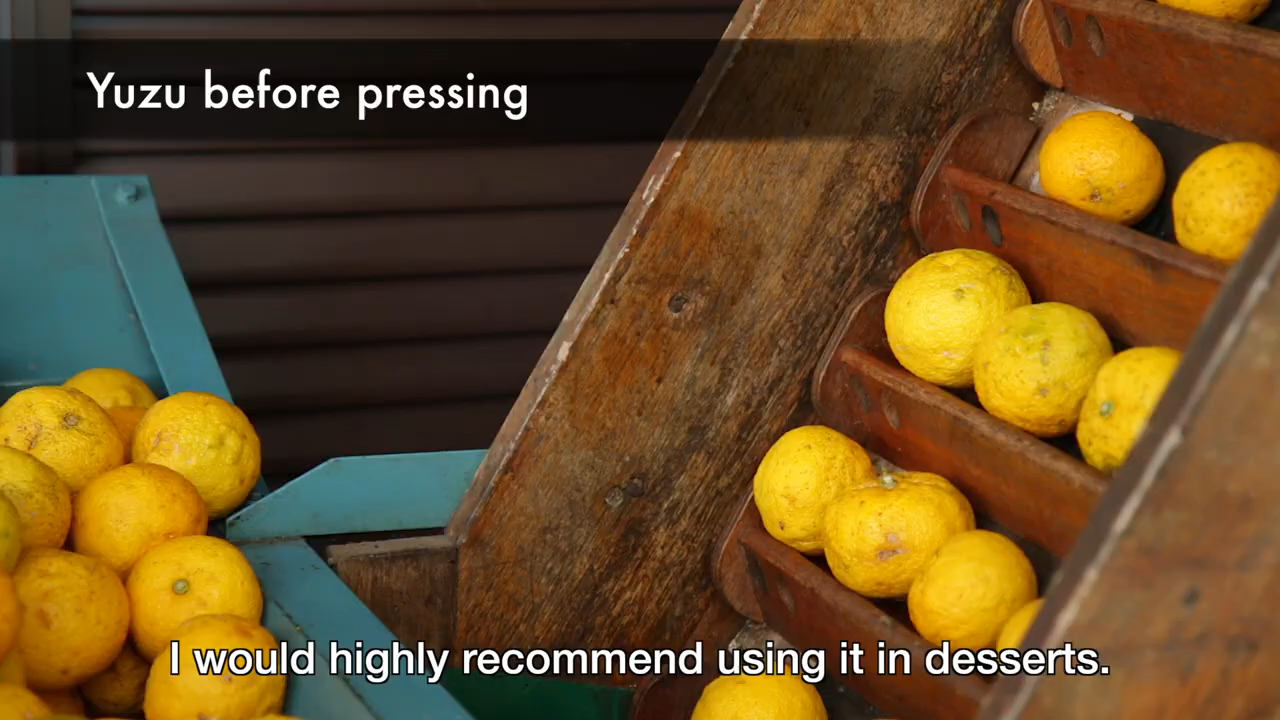 Yuzu before pressing
I would highly recommend using it in desserts.